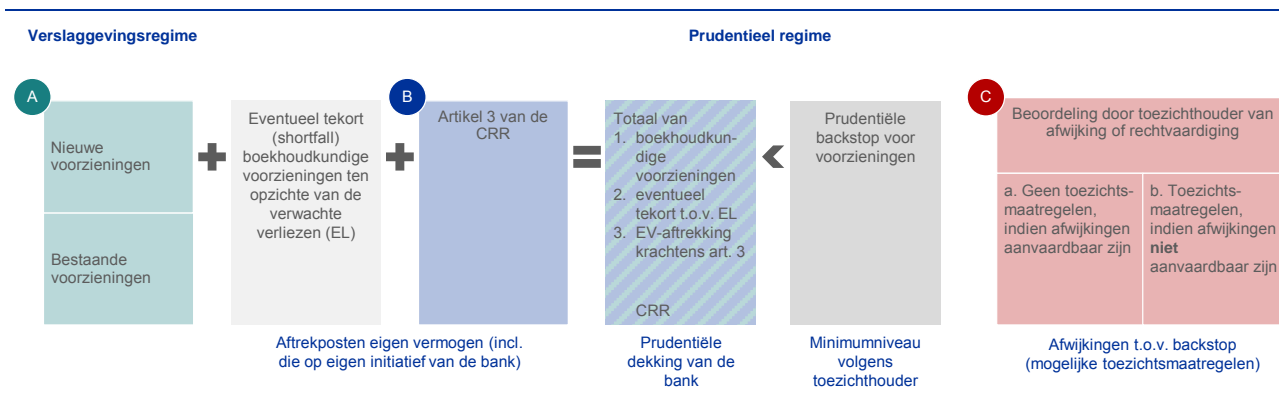 Verslaggevingsregime
Prudentieel regime
A
Nieuwe
voorzieningen
Bestaande
voorzieningen
Eventueel tekort
(shortfall)
boekhoudkundige
voorzieningen ten
opzichte van de
verwachte
verliezen (EL)
B
Artikel 3 van de
CRR
Aftrekposten eigen vermogen (incl.
die op eigen initiatief van de bank)
Totaal van
1. boekhoudkun-
dige
voorzieningen
2. eventueel
tekort t.o.v. EL
3. EV-aftrekking
krachtens art. 3
CRR
Prudentiële
dekking van de
bank
Prudentiële
backstop voor
voorzieningen
Minimumniveau
volgens
toezichthouder
C
Beoordeling door toezichthouder van
afwijking of rechtvaardiging
a. Geen toezichts-
maatregelen,
indien afwijkingen
aanvaardbaar zijn
b. Toezichts-
maatregelen,
indien afwijkingen
niet
aanvaardbaar zijn
Afwijkingen t.o.v. backstop
(mogelijke toezichtsmaatregelen)